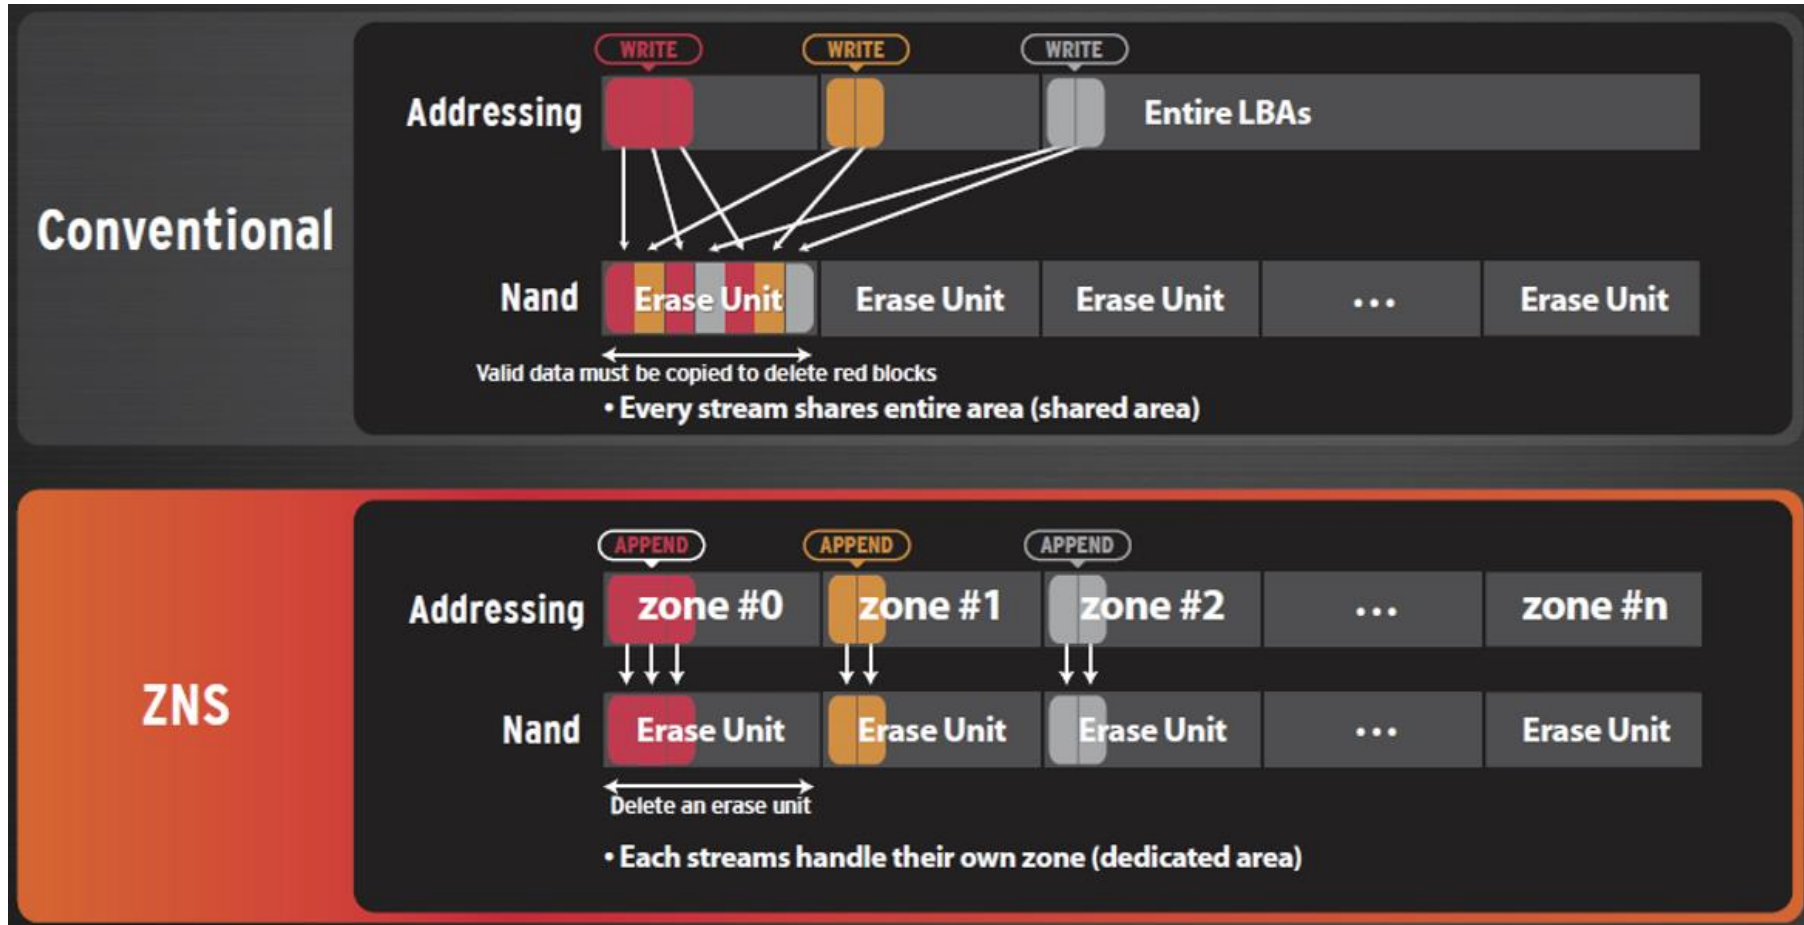 WRITE WRITE WRITE
Addressing Entire LBAs
Conventional
Nand Erase Unit Erase Unit Erase Unit ... Erase Unit
Valid data must be copied to delete red blocks
• Every stream shares entire area (shared area)
APPEND APPEND APPEND
Addressing zone #0 zone #1 zone #2 ... zone #n
ZNS
Nand Erase Unit Erase Unit Erase Unit ... Erase Unit
Delete an erase unit
• Each streams handle their own zone (dedicated area)